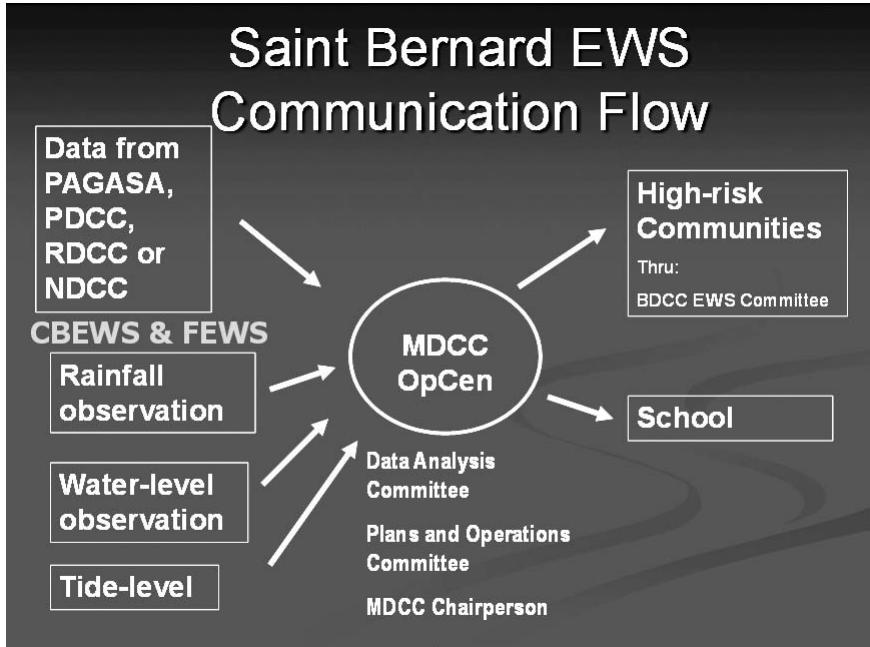 Saint Bernard EWS
Communication Flow
Data from
PAGASA,
PDCC,
RDCC or
NDCC
CBEWS & FEWS
Rainfall
observation
Water-level
observation
Tide-level
MDCC
OpCen
Data Analysis
Committee
Plans and Operations
Committee
MDCC Chairperson
High-risk
Communities
Thru:
BDCC EWS Committee
School